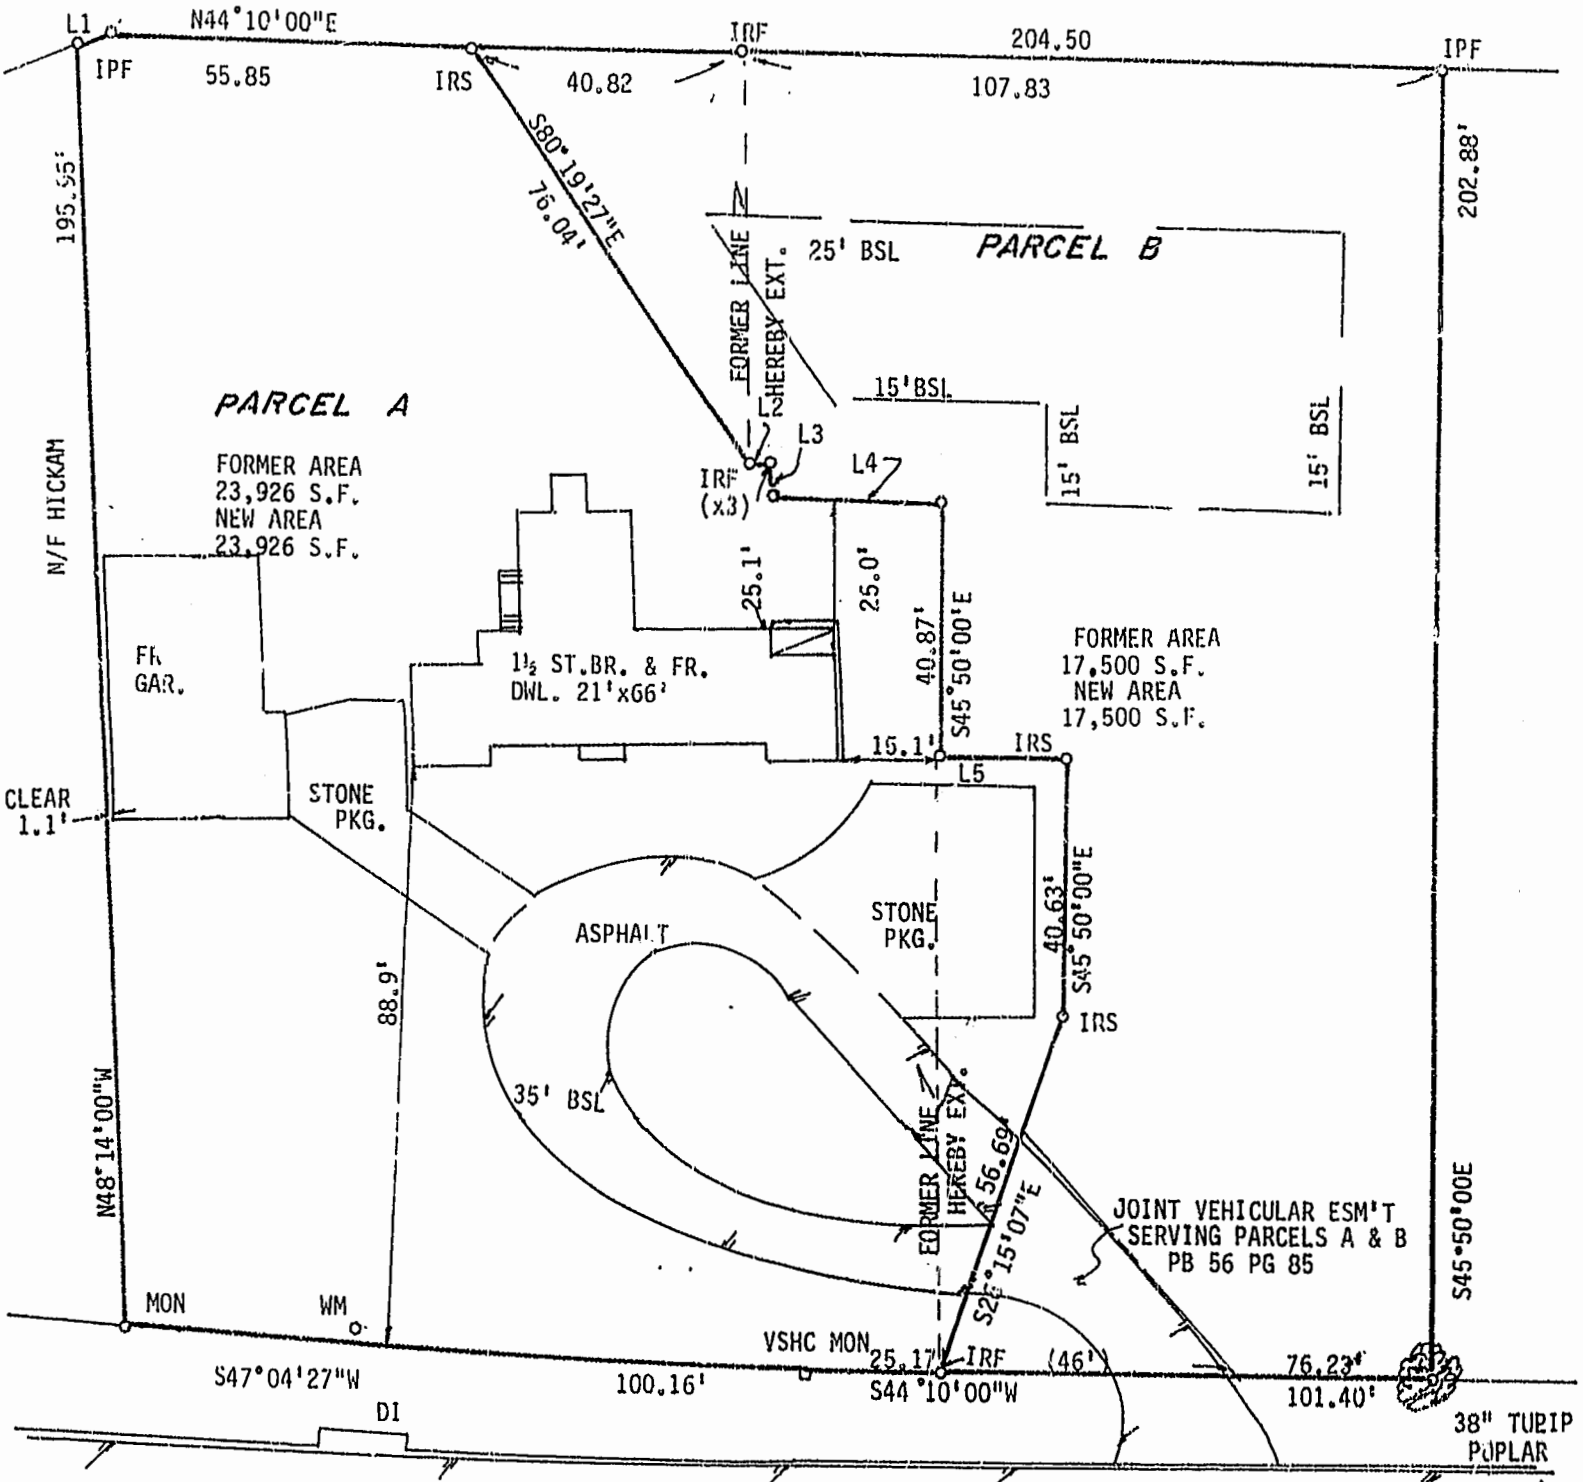 L1
N44°10'00"E
IRF
204.50
IPF
IPF
55.85
IRS
40.82
107.83
195.95'
S80°19'27"E
76.04'
202.88'
FORMER LINE
HEREBY EXT.
25' BSL
PARCEL B
PARCEL A
15'BSL
L2
L3
15' BSL
15' BSL
N/F HICKAM
FORMER AREA
23,926 S.F.
NEW AREA
23,926 S.F.
IRF
(x3)
L4
25.1'
25.0'
40.87'
S45°50'00'E
FORMER AREA
17,500 S.F.
NEW AREA
17,500 S.F.
FR.
GAR.
1½ ST.BR. & FR.
DWL. 21'x66'
15.1'
IRS
L5
CLEAR
1.1'
STONE
PKG.
STONE
PKG.
40.63'
S45°50'00"E
ASPHALT
88.9'
IRS
35' BSL
FORMER LINE
HEREBY EXT.
56.69'
N48°14'00"W
JOINT VEHICULAR ESM'T
SERVING PARCELS A & B
PB 56 PG 85
S45°50'00E
MON
WM
VSHC MON
25.17'
IRF
(46')
76.23'
S47°04'27"W
100.16'
S44°10'00"W
101.40'
DI
38" TULIP
POPLAR